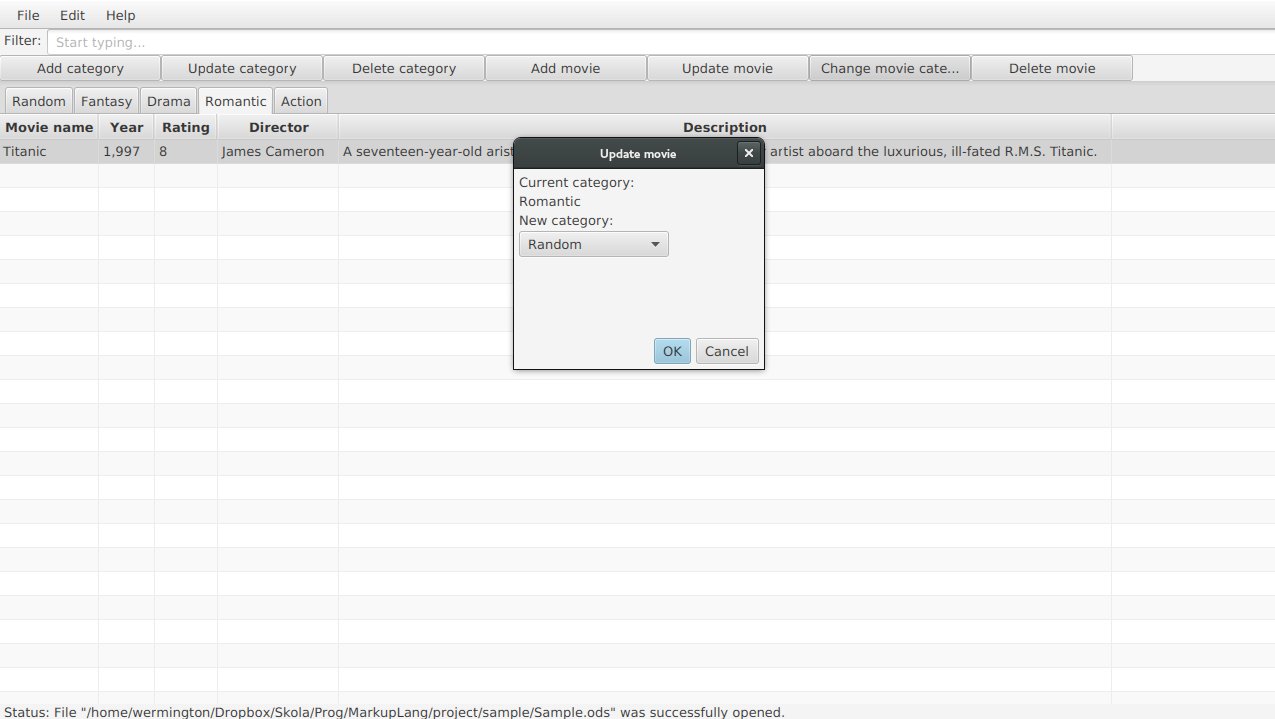 File Edit Help
Filter: Start typing...
Add category Update category Delete category Add movie Update movie Change movie cate... Delete movie
Random Fantasy Drama Romantic Action
Movie name Year Rating Director Description
Titanic 1,997 8 James Cameron A seventeen-year-old arist artist aboard the luxurious, ill-fated R.M.S. Titanic.
Update movie
Current category:
Romantic
New category:
Random
OK Cancel
Status: File "/home/wermington/Dropbox/Skola/Prog/MarkupLang/project/sample/Sample.ods" was successfully opened.